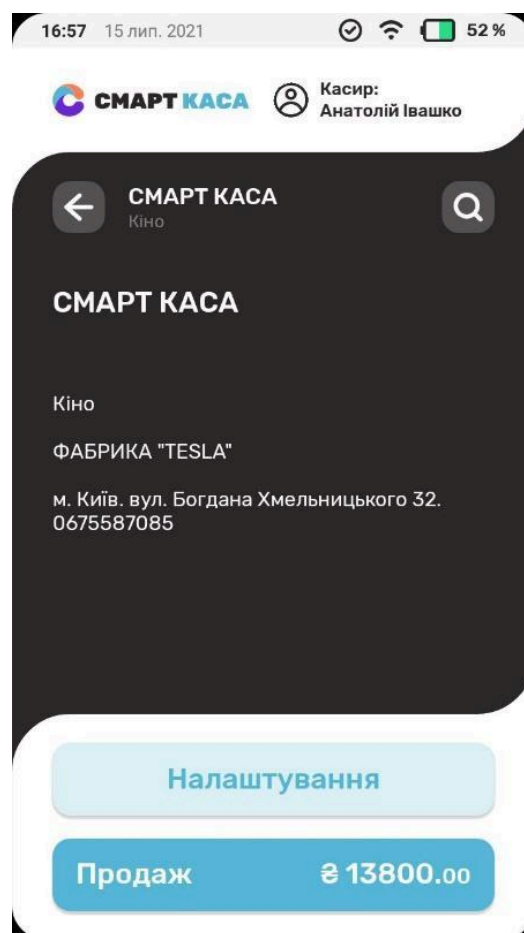 16:57 15 лип. 2021 52 %
СМАРТ КАСА
Касир:
Анатолій Івашко
СМАРТ КАСА
Кіно
СМАРТ КАСА
Кіно
ФАБРИКА "TESLA"
м. Київ. вул. Богдана Хмельницького 32.
0675587085
Налаштування
Продаж ₴ 13800.00